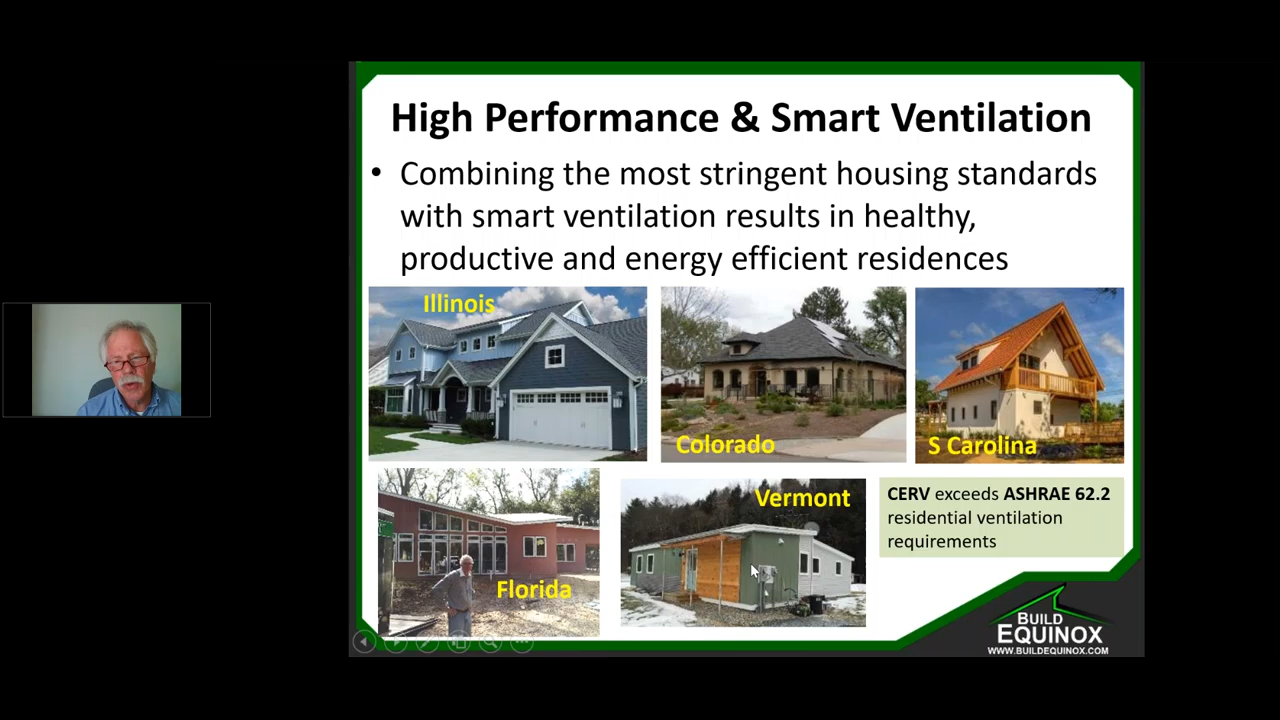 High Performance & Smart Ventilation
• Combining the most stringent housing standards
with smart ventilation results in healthy,
productive and energy efficient residences
Illinois
Colorado
S Carolina
Florida
Vermont
CERV exceeds ASHRAE 62.2
residential ventilation
requirements
BUILD
EQUINOX
WWW.BUILDEQUINOX.COM